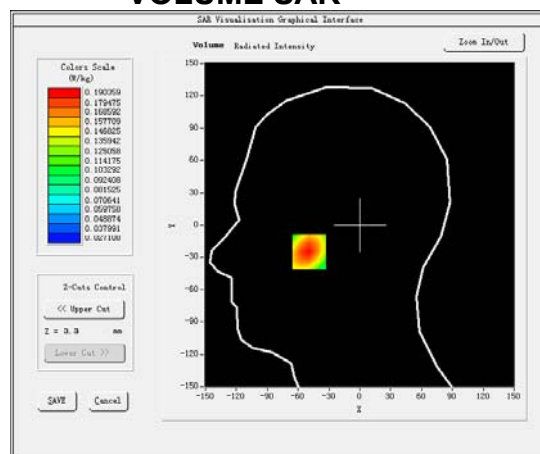 VOLUME SAR
SAR Visualisation Graphical Interface
Volume Radiated Intensity
Zoom In/Out
Colors Scale
(W/kg)
0.190359
0.179475
0.168592
0.157709
0.146825
0.135942
0.125058
0.114175
0.103292
0.092408
0.081525
0.070641
0.059758
0.048874
0.037991
0.027108
150
120
90
60
30
Y
0
-30
-60
-90
-120
-150
-150 -120 -90 -60 -30 0 30 60 90 120 150
X
Z-Cuts Control
<< Upper Cut
Z = 3.3 mm
Lower Cut >>
SAVE
Cancel